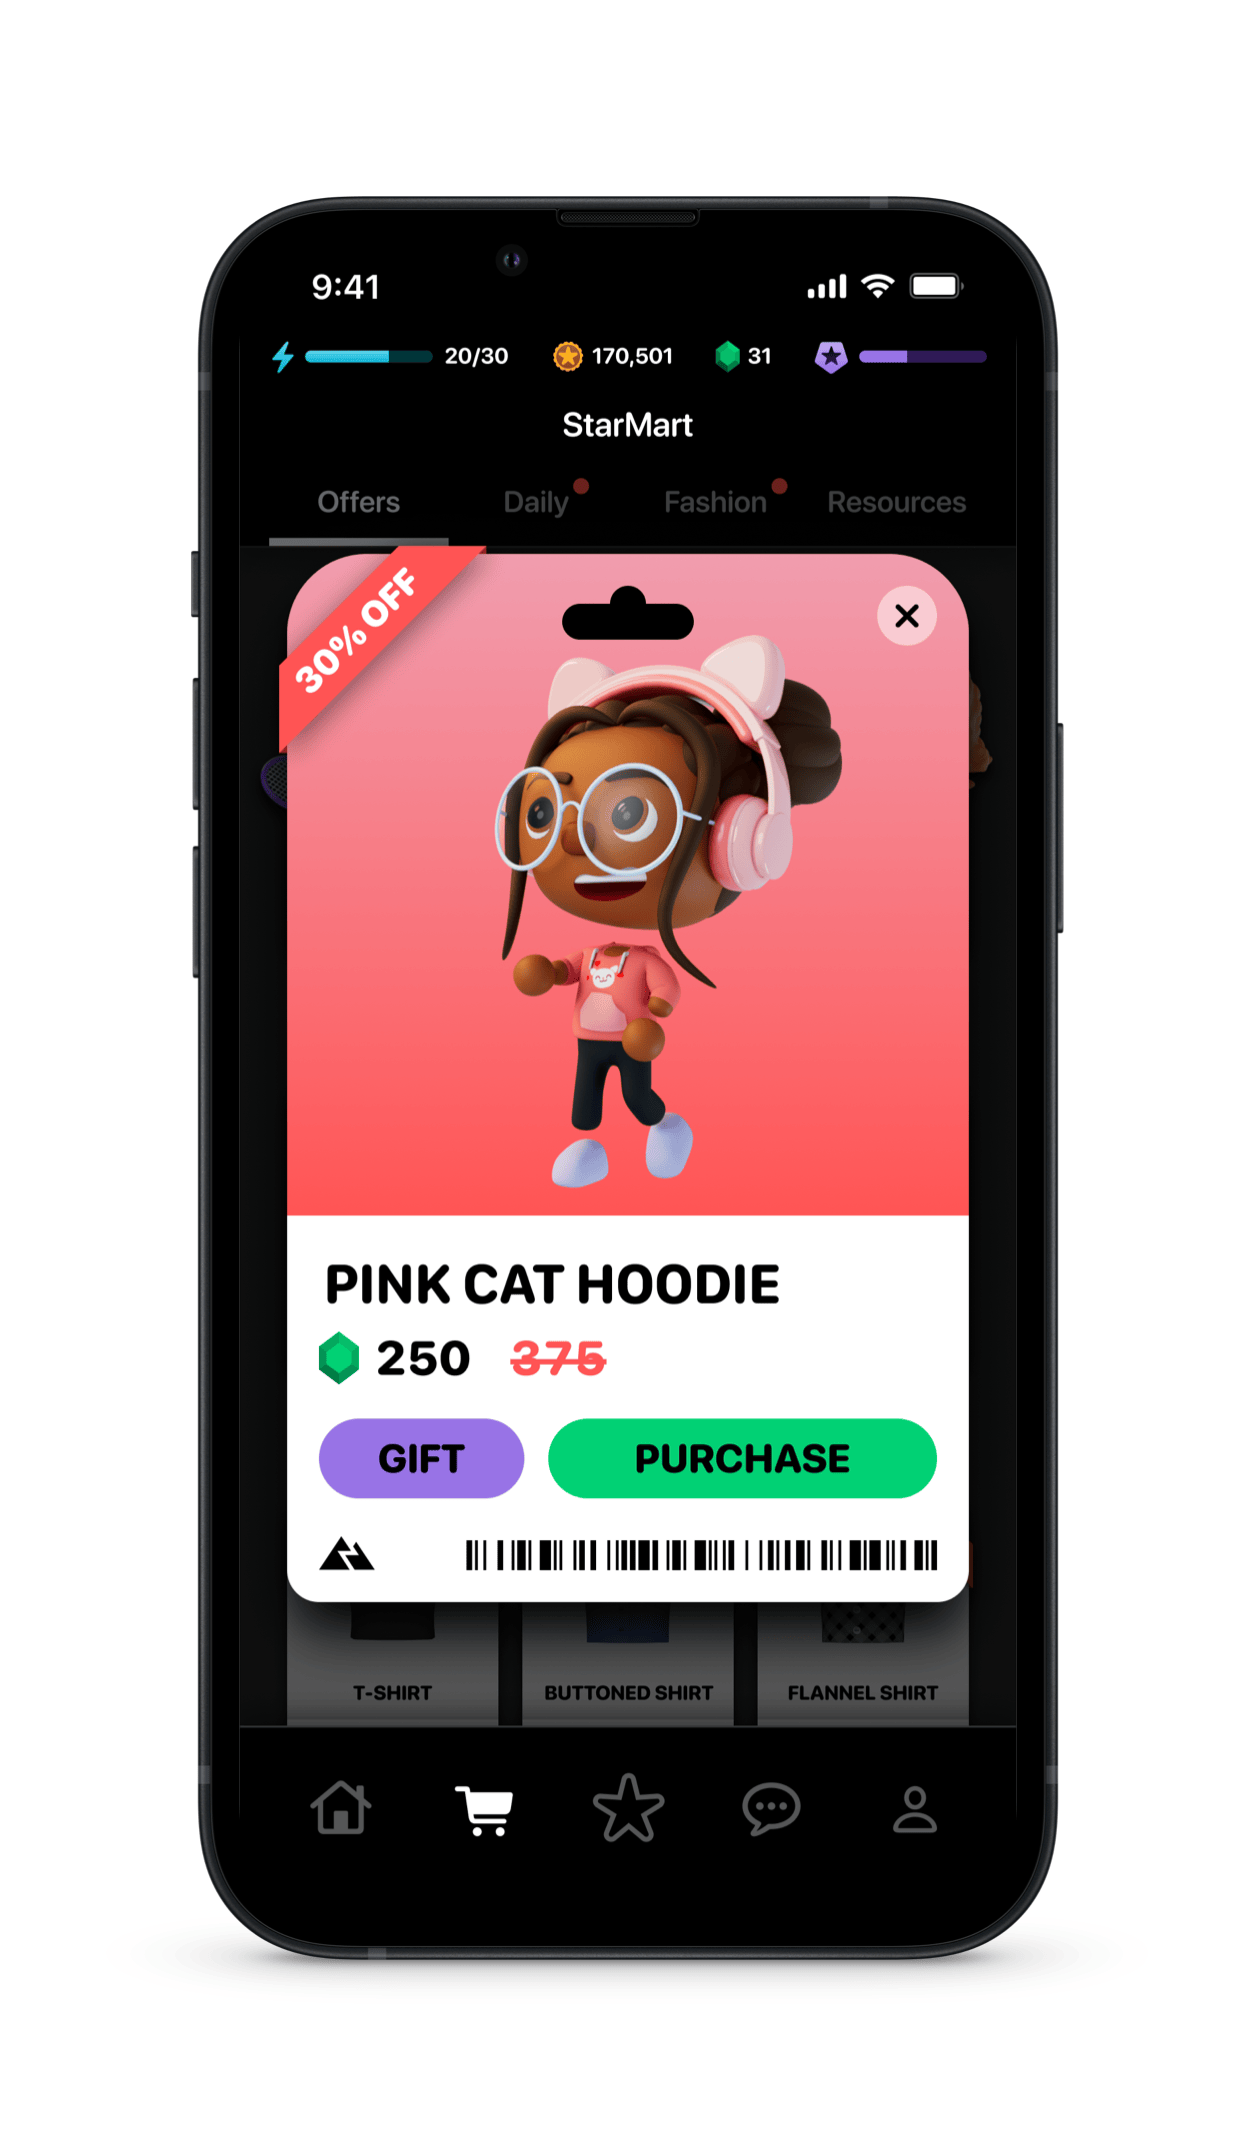 9:41
20/30 170,501 31
StarMart
Offers Daily Fashion Resources
30% OFF
PINK CAT HOODIE
250 375
GIFT PURCHASE
T-SHIRT BUTTONED SHIRT FLANNEL SHIRT